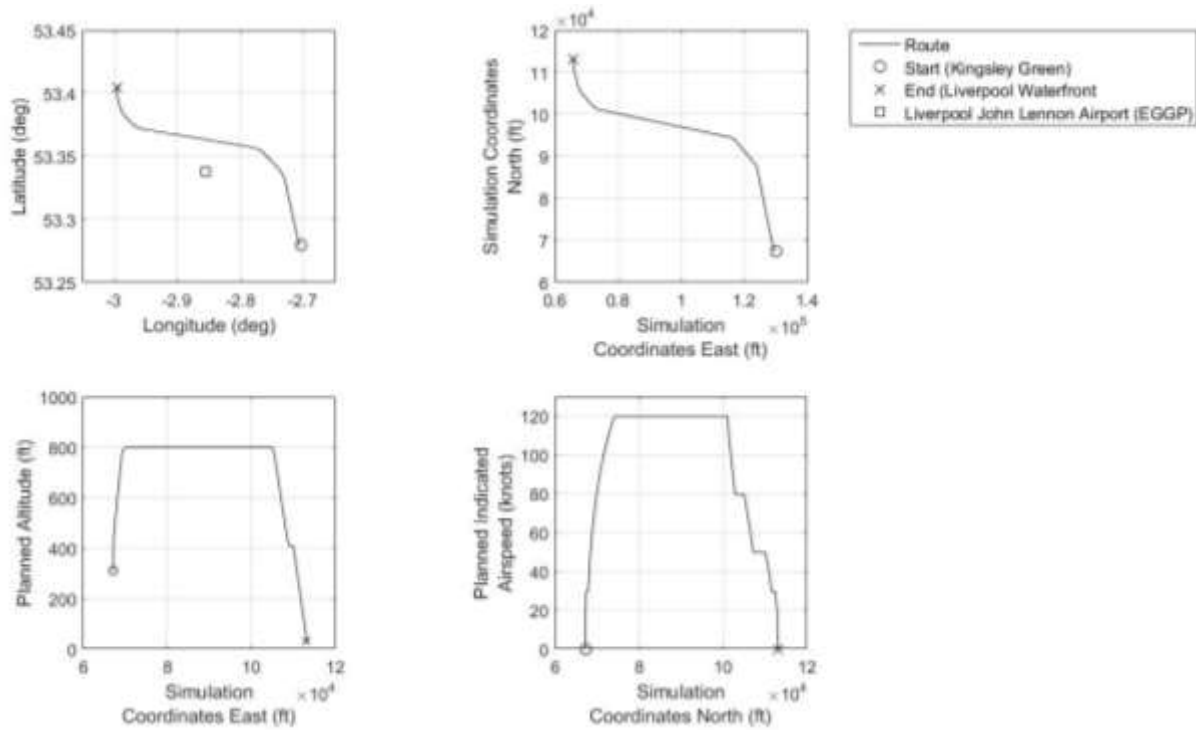 53.45
53.4
53.35
53.3
53.25
Latitude (deg)
-3
-2.9
-2.8
-2.7
Longitude (deg)
×10⁴
12
11
10
9
8
7
6
Simulation Coordinates
North (ft)
0.6
0.8
1
1.2
1.4
Simulation
×10⁵
Coordinates East (ft)
Route
Start (Kingsley Green)
End (Liverpool Waterfront
Liverpool John Lennon Airport (EGGP)
1000
800
600
400
200
0
Planned Altitude (ft)
6
8
10
12
Simulation
×10⁴
Coordinates East (ft)
120
100
80
60
40
20
0
Planned Indicated
Airspeed (knots)
6
8
10
12
Simulation
×10⁴
Coordinates North (ft)